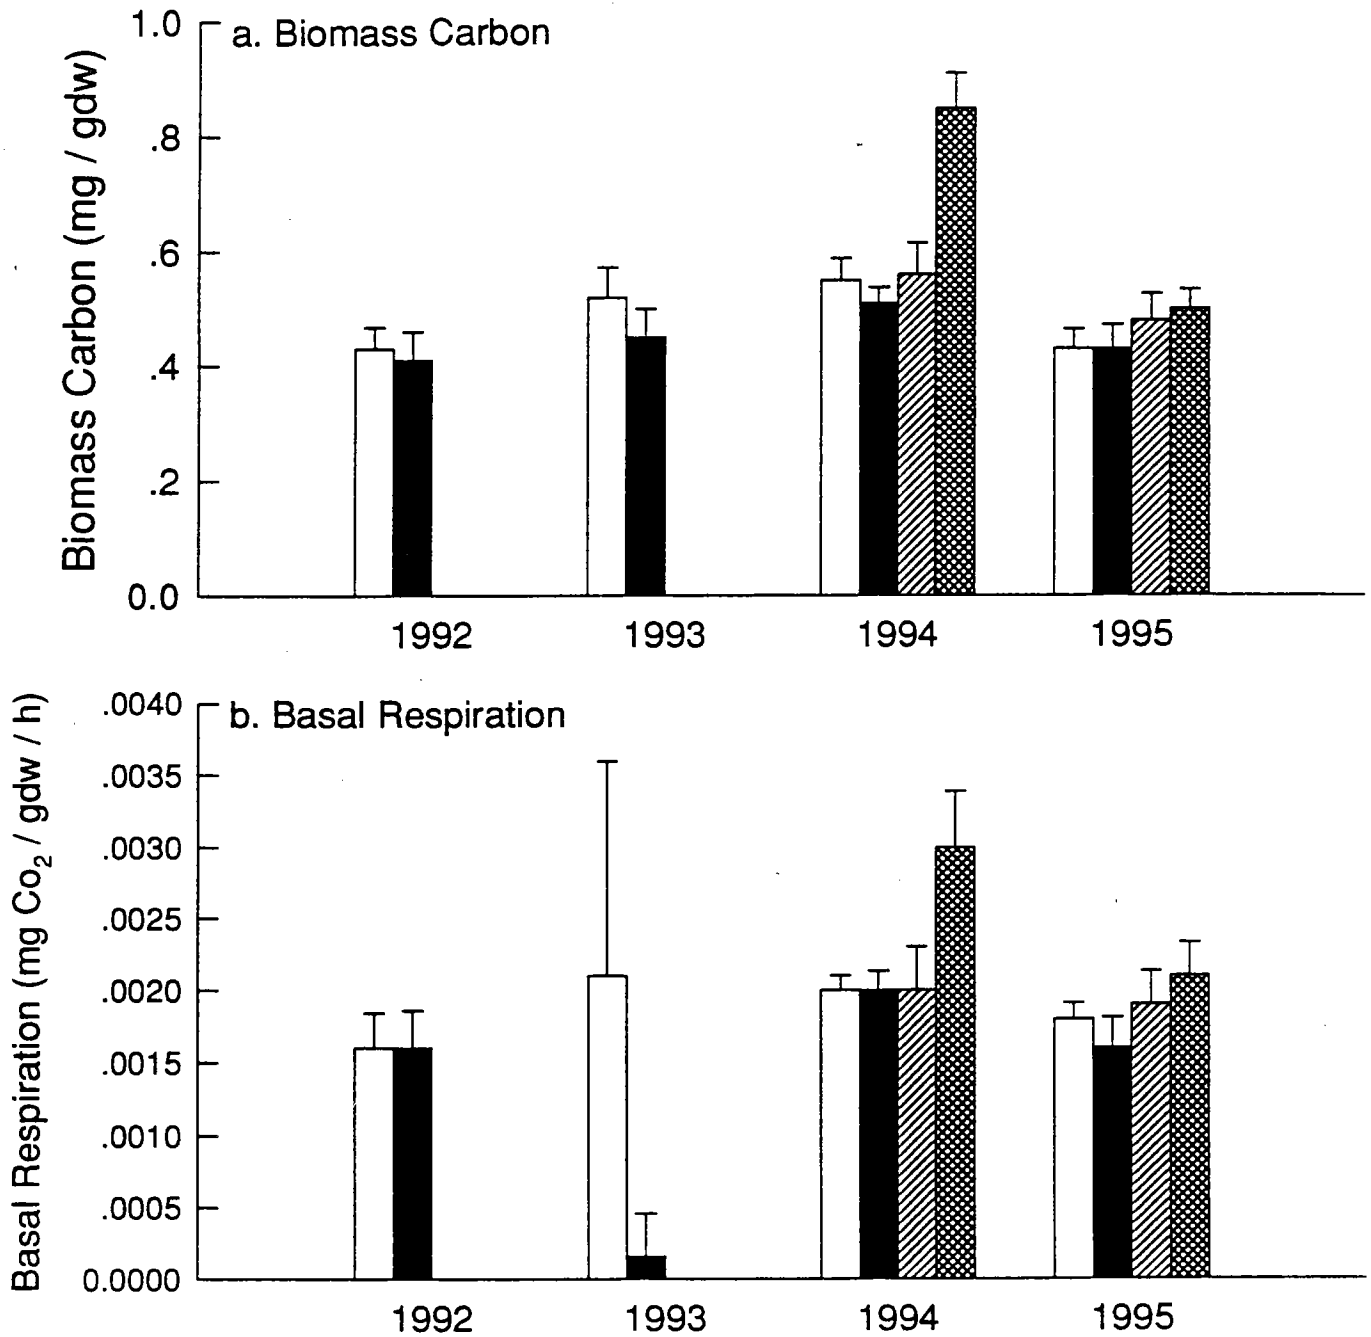 a. Biomass Carbon
Biomass Carbon (mg / gdw)
1.0
.8
.6
.4
.2
0.0
1992 1993 1994 1995
b. Basal Respiration
Basal Respiration (mg Co₂ / gdw / h)
.0040
.0035
.0030
.0025
.0020
.0015
.0010
.0005
0.0000
1992 1993 1994 1995